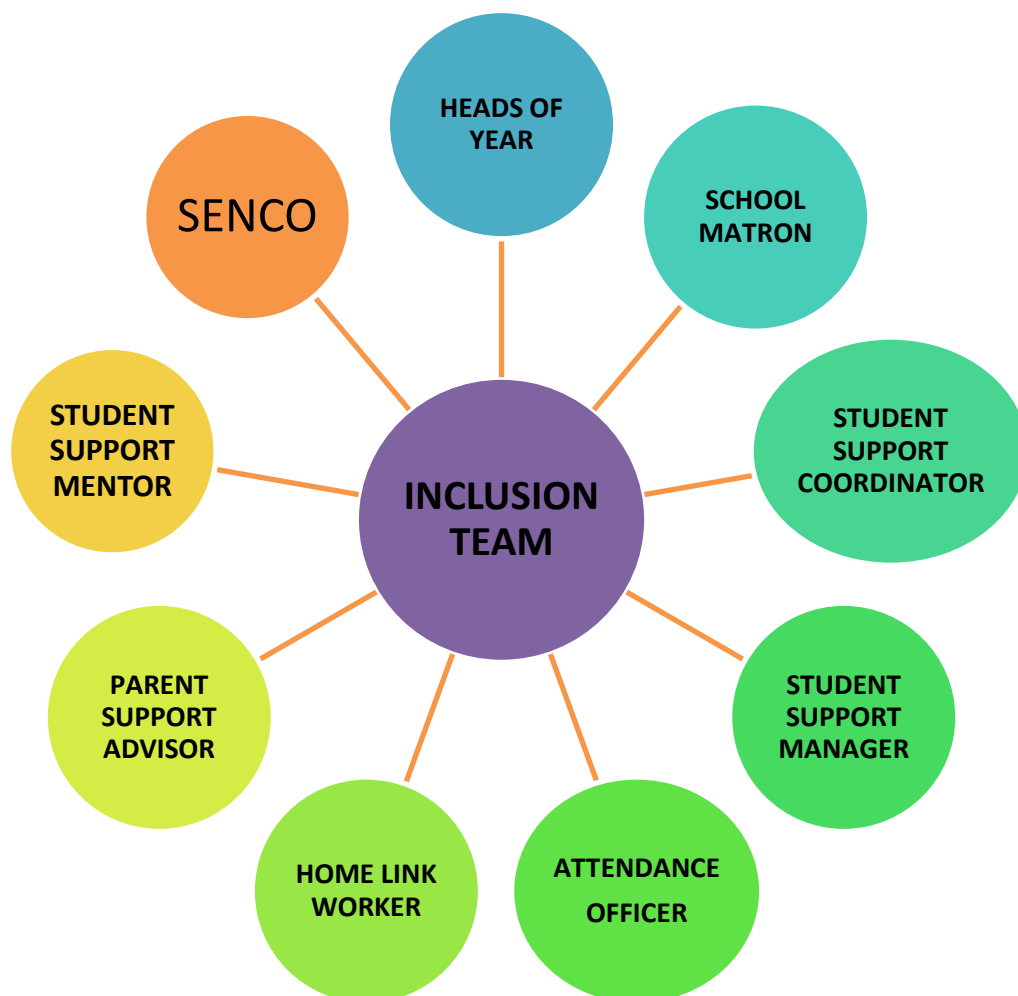 HEADS OF
YEAR
SCHOOL
MATRON
STUDENT
SUPPORT
COORDINATOR
STUDENT
SUPPORT
MANAGER
ATTENDANCE
OFFICER
HOME LINK
WORKER
PARENT
SUPPORT
ADVISOR
STUDENT
SUPPORT
MENTOR
SENCO
INCLUSION
TEAM